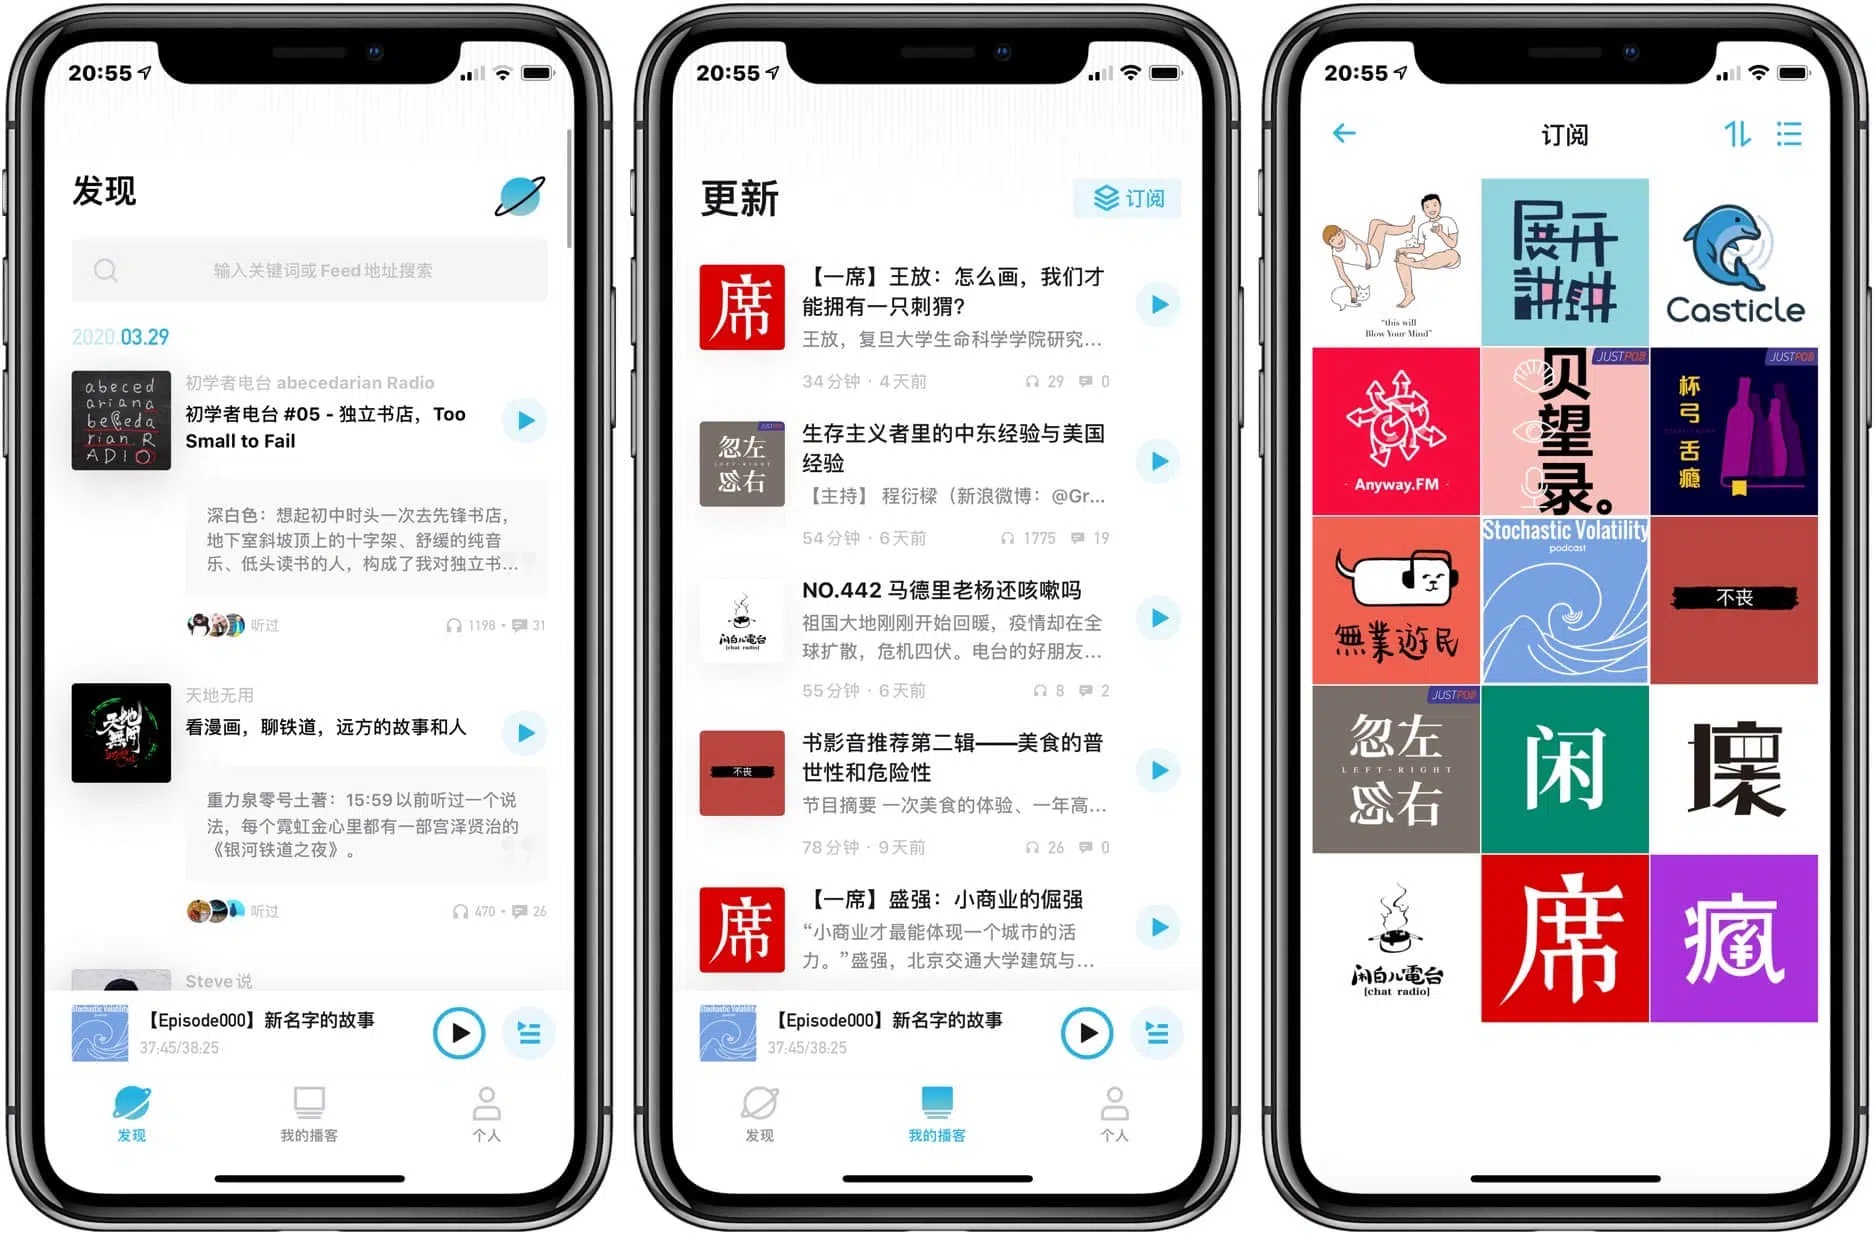 20:55
发现
输入关键词或 Feed 地址搜索
2020.03.29
abeced
ariana
beceda
rian.R
ADIO
初学者电台 abecedarian Radio
初学者电台 #05 - 独立书店，Too
Small to Fail
深白色：想起初中时头一次去先锋书店，
地下室斜坡顶上的十字架、舒缓的纯音
乐、低头读书的人，构成了我对独立书...
听过
1198 · 31
天地無用
天地无用
看漫画，聊铁道，远方的故事和人
重力泉零号土著：15:59 以前听过一个说
法，每个霓虹金心里都有一部宫泽贤治的
《银河铁道之夜》。
听过
470 · 26
Steve 说
Stochastic Volatility
【Episode000】新名字的故事
37:45/38:25
发现
我的播客
个人
20:55
更新
订阅
席
【一席】王放：怎么画，我们才
能拥有一只刺猬？
王放，复旦大学生命科学学院研究...
34 分钟 · 4 天前
29
0
JUSTPOD
忽左
LEFT-RIGHT
忽右
生存主义者里的中东经验与美国
经验
【主持】 程衍樑（新浪微博：@Gr...
54 分钟 · 6 天前
1775
19
闲白儿電台
[chat radio]
NO.442 马德里老杨还咳嗽吗
祖国大地刚刚开始回暖，疫情却在全
球扩散，危机四伏。电台的好朋友...
55 分钟 · 6 天前
8
2
不丧
书影音推荐第二辑——美食的普
世性和危险性
节目摘要 一次美食的体验、一年高...
78 分钟 · 9 天前
26
0
席
【一席】盛强：小商业的倔强
“小商业才最能体现一个城市的活
力。”盛强，北京交通大学建筑与...
Stochastic Volatility
【Episode000】新名字的故事
37:45/38:25
发现
我的播客
个人
20:55
订阅
"this will
Blow Your Mind"
展开
讲讲
Casticle
Anyway.FM
JUSTPOD
贝望录。
JUSTPOD
杯弓舌瘾
無業遊民
Stochastic Volatility
podcast
不丧
JUSTPOD
忽左
LEFT-RIGHT
忽右
闲
壞
闲白儿電台
[chat radio]
席